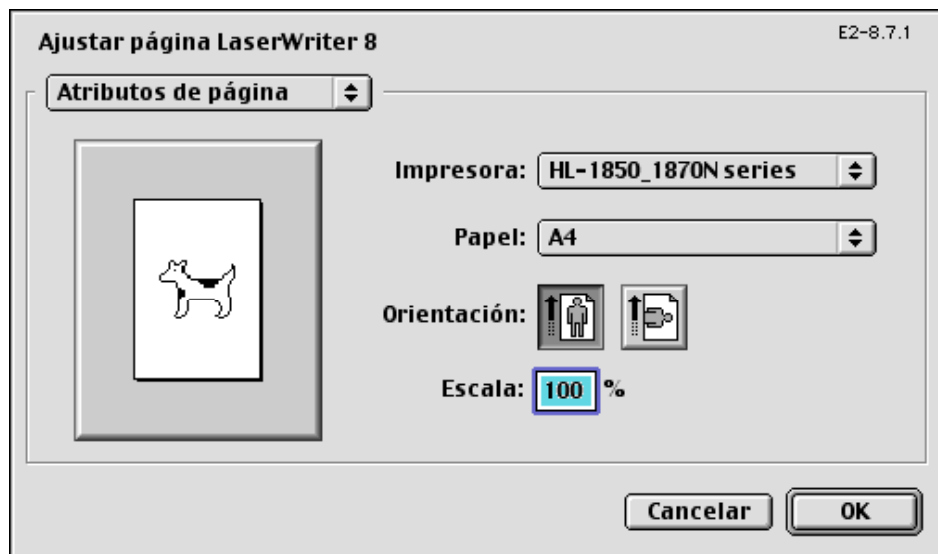 Ajustar página LaserWriter 8
E2-8.7.1
Atributos de página
Impresora: HL-1850_1870N series
Papel: A4
Orientación:
Escala: 100 %
Cancelar OK